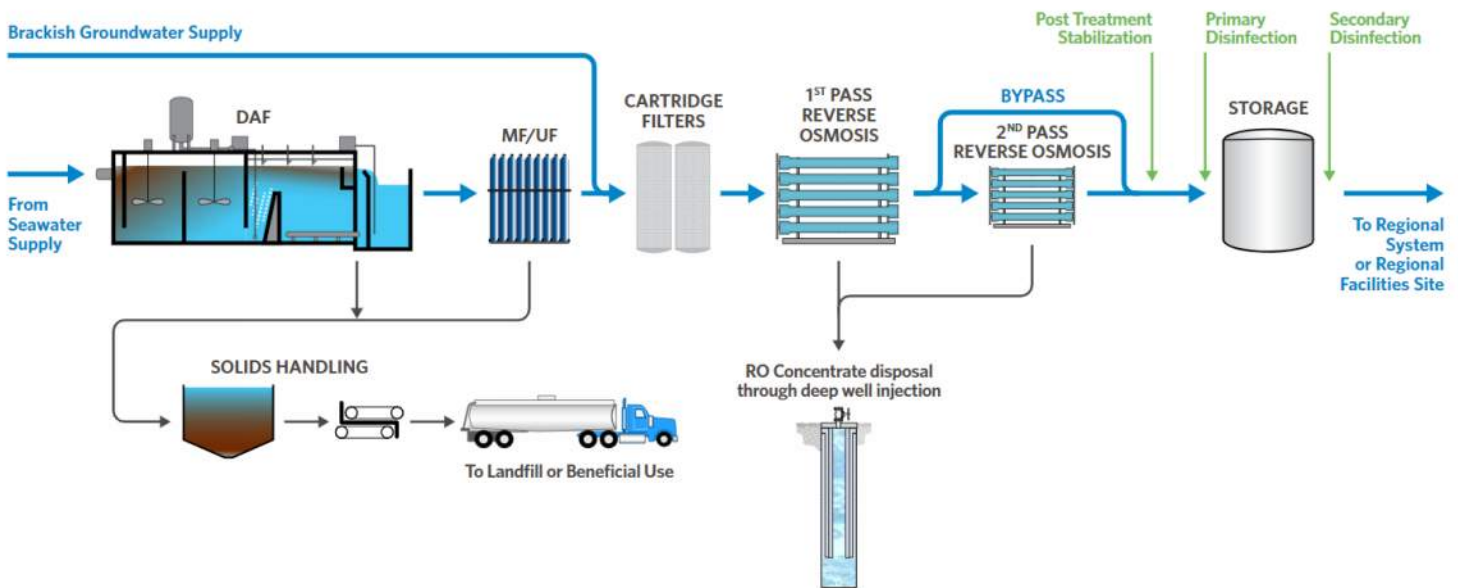 Brackish Groundwater Supply
Post Treatment
Stabilization
Primary
Disinfection
Secondary
Disinfection
DAF
MF/UF
CARTRIDGE
FILTERS
1ST PASS
REVERSE
OSMOSIS
BYPASS
2ND PASS
REVERSE OSMOSIS
STORAGE
From
Seawater
Supply
To Regional
System
or Regional
Facilities Site
SOLIDS HANDLING
RO Concentrate disposal
through deep well injection
To Landfill or Beneficial Use